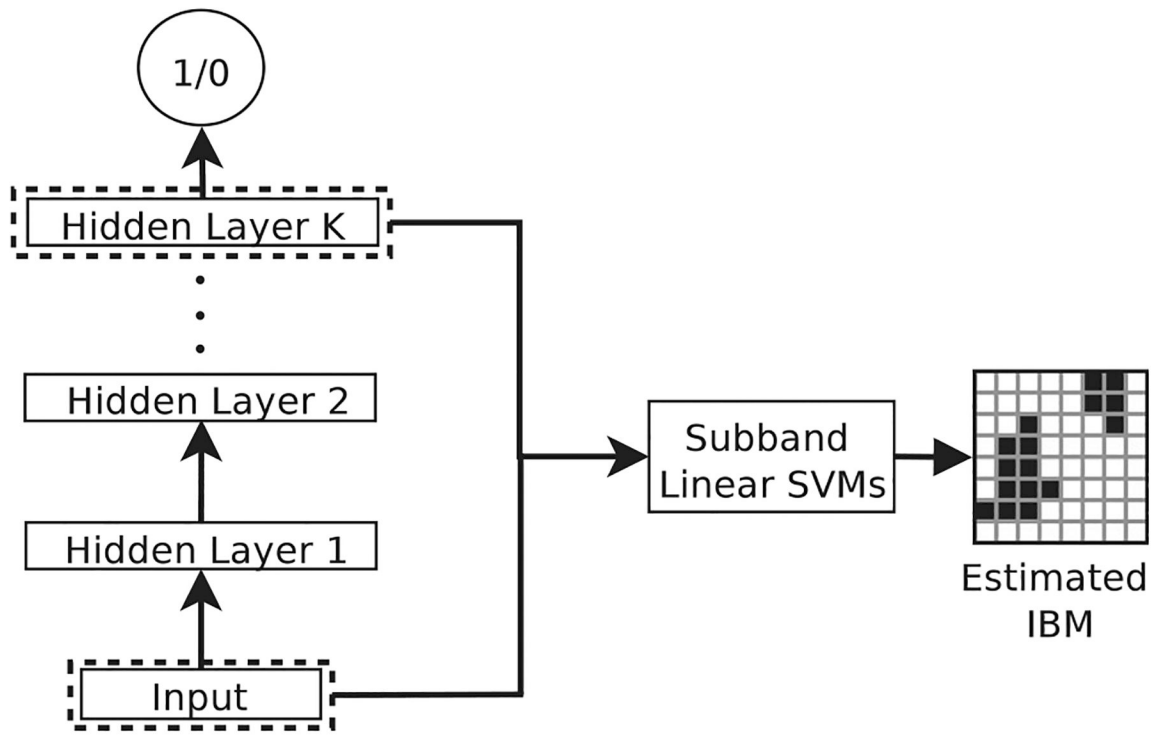 1/0
Hidden Layer K
Hidden Layer 2
Hidden Layer 1
Input
Subband
Linear SVMs
Estimated
IBM